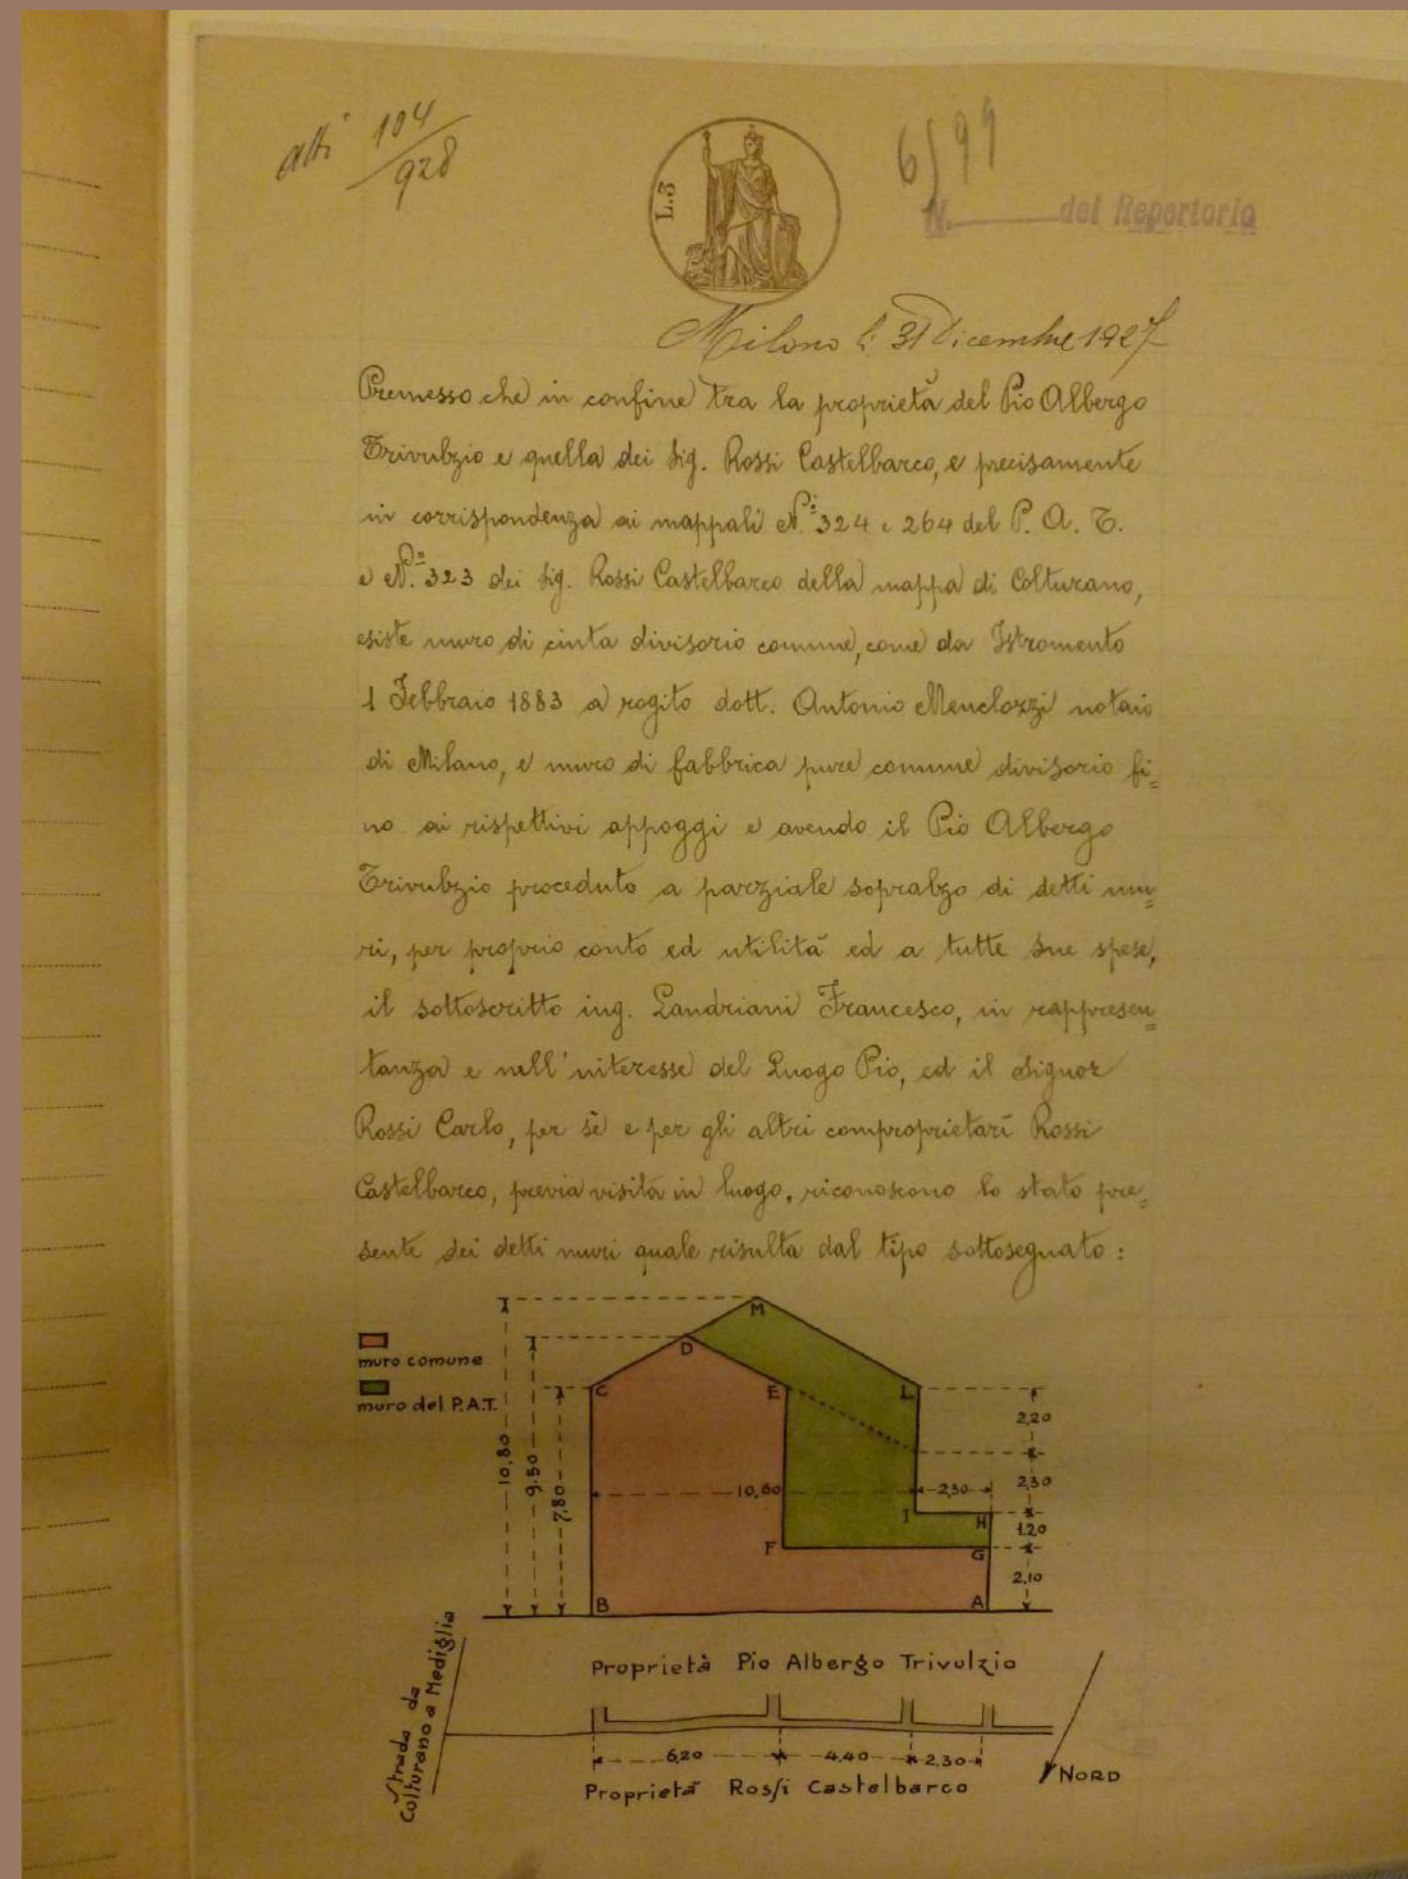 atti 104/928
L.3
6599
N. del Repertorio
Milano li 31 Dicembre 1927
Premesso che in confine tra la proprietà del Pio Albergo
Trivulzio e quella dei Sig. Rossi Castelbarco, e precisamente
in corrispondenza ai mappali N.i 324 e 264 del P. A. T.
e N.o 323 dei Sig. Rossi Castelbarco della mappa di Colturano,
esiste muro di cinta divisorio comune, come da Istromento
1 Febbraio 1883 a rogito dott. Antonio Menclozzi notaio
di Milano, e muro di fabbrica pure comune divisorio fi=
no ai rispettivi appoggi e avendo il Pio Albergo
Trivulzio proceduto a parziale sopralzo di detti mu=
ri, per proprio conto ed utilità ed a tutte sue spese,
il sottoscritto ing. Landriani Francesco, in rappresen=
tanza e nell'interesse del Luogo Pio, ed il Signor
Rossi Carlo, per sè e per gli altri comproprietari Rossi
Castelbarco, previa visita in luogo, riconoscono lo stato pre=
sente dei detti muri quale risulta dal tipo sottosegnato:
muro comune
muro del P.A.T.
M
D
C E L
10,80 9.50 7,80
10,60 2,30
2,20
2,30
1.20
2,10
I H
F G
B A
Strada da
Colturano a Mediglia
Proprietà Pio Albergo Trivulzio
6,20 4,40 2,30
Proprietà Rossi Castelbarco
NORD